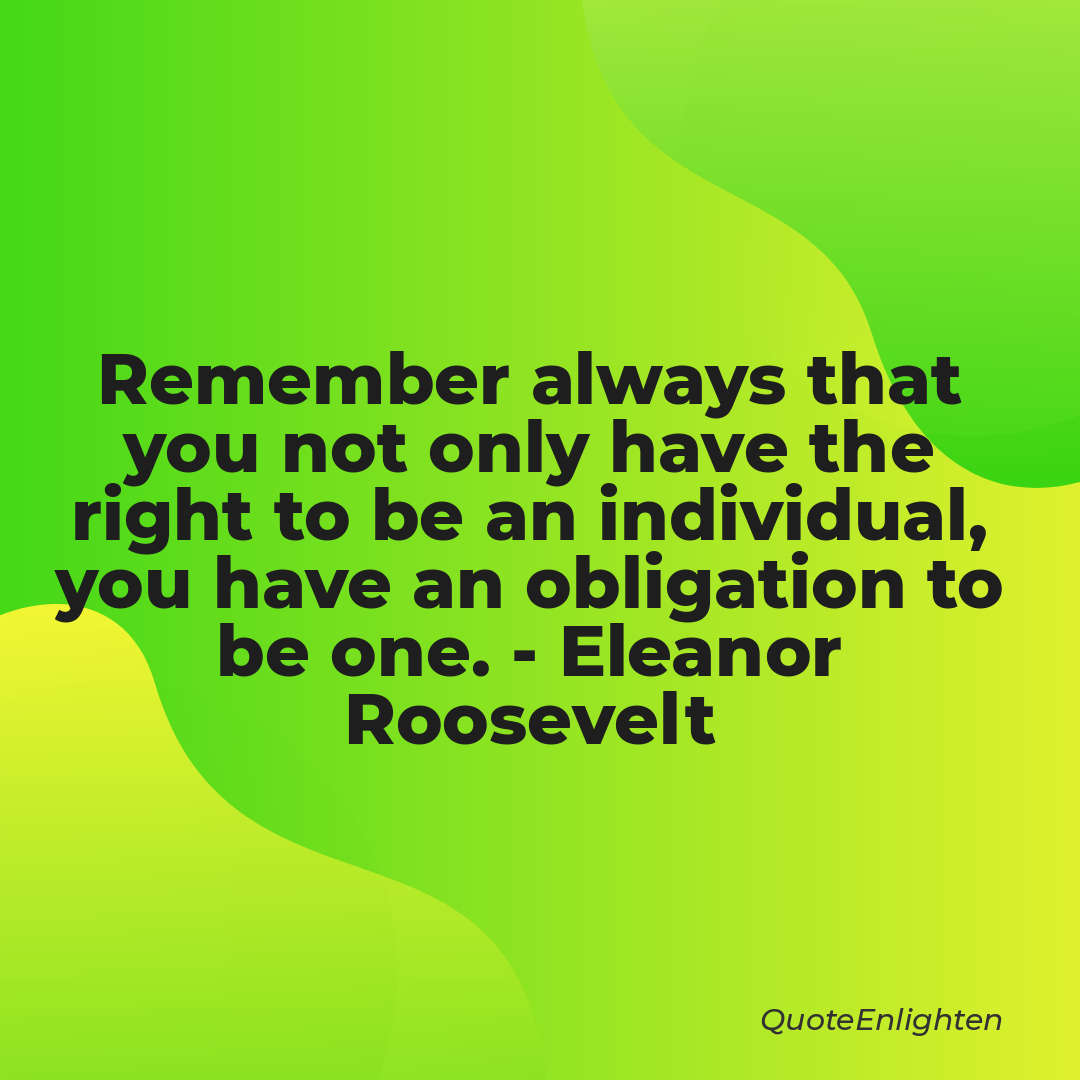 Remember always that
you not only have the
right to be an individual,
you have an obligation to
be one. - Eleanor
Roosevelt
QuoteEnlighten